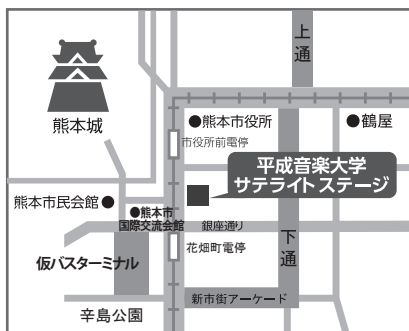 上通
熊本城
●熊本市役所
●鶴屋
市役所前電停
平成音楽大学
サテライトステージ
熊本市民会館●
●熊本市
国際交流会館
銀座通り
花畑町電停
下通
仮バスターミナル
新市街アーケード
辛島公園